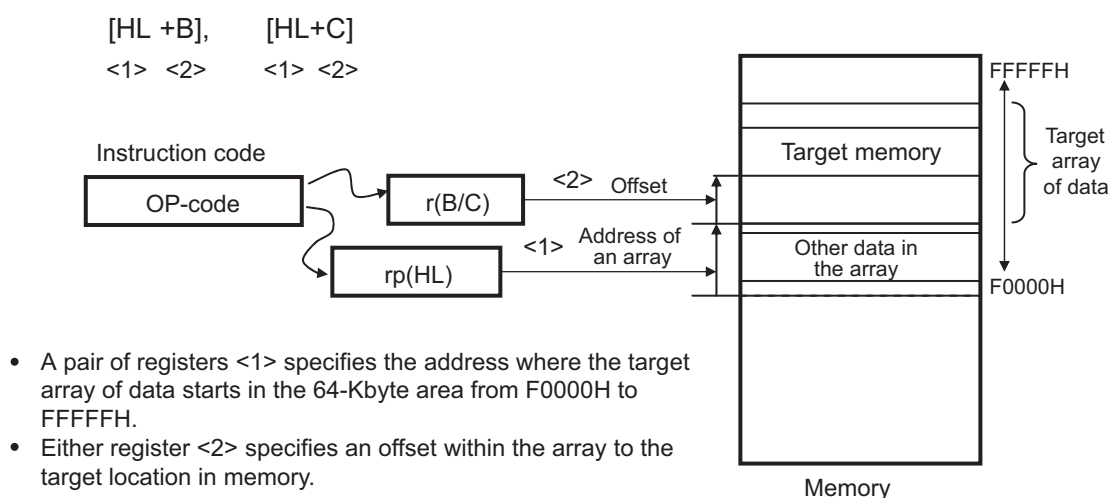 [HL +B], [HL+C]
<1> <2> <1> <2>
Instruction code
OP-code
r(B/C)
<2> Offset
rp(HL)
<1> Address of
an array
FFFFFH
Target memory
Target
array
of data
Other data in
the array
F0000H
Memory
• A pair of registers <1> specifies the address where the target
array of data starts in the 64-Kbyte area from F0000H to
FFFFFH.
• Either register <2> specifies an offset within the array to the
target location in memory.